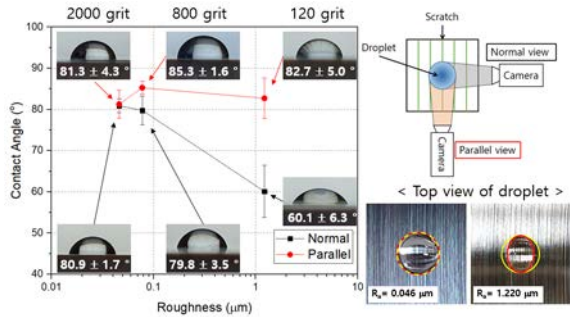 2000 grit
800 grit
120 grit
81.3 ± 4.3 °
85.3 ± 1.6 °
82.7 ± 5.0 °
60.1 ± 6.3 °
80.9 ± 1.7 °
79.8 ± 3.5 °
Normal
Parallel
Contact Angle (°)
100
90
80
70
60
50
40
0.01
0.1
1
10
Roughness (μm)
Scratch
Droplet
Normal view
Camera
Camera
Parallel view
< Top view of droplet >
Rₐ = 0.046 μm
Rₐ = 1.220 μm